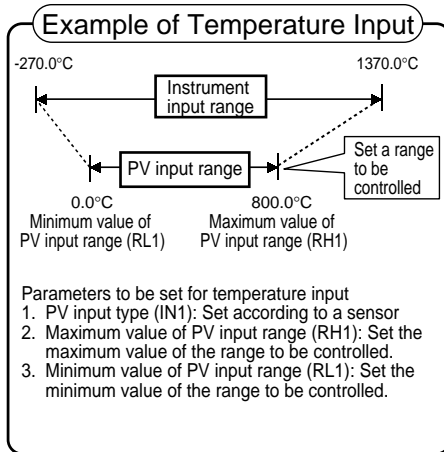 Example of Temperature Input
-270.0°C 1370.0°C
Instrument
input range
PV input range
Set a range
to be
controlled
0.0°C 800.0°C
Minimum value of Maximum value of
PV input range (RL1) PV input range (RH1)
Parameters to be set for temperature input
1. PV input type (IN1): Set according to a sensor
2. Maximum value of PV input range (RH1): Set the
maximum value of the range to be controlled.
3. Minimum value of PV input range (RL1): Set the
minimum value of the range to be controlled.